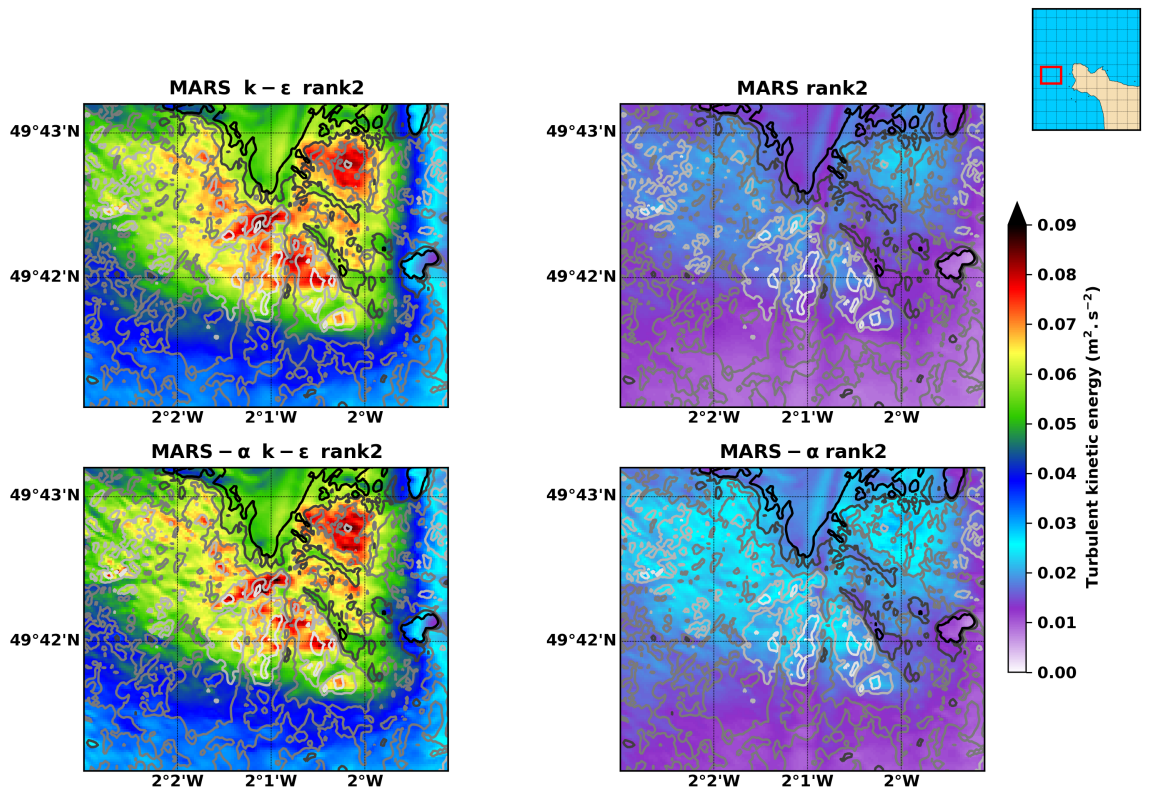 MARS k − ε rank2
MARS rank2
49°43'N
49°42'N
2°2'W
2°1'W
2°W
49°43'N
49°42'N
2°2'W
2°1'W
2°W
MARS − α k − ε rank2
MARS − α rank2
49°43'N
49°42'N
2°2'W
2°1'W
2°W
49°43'N
49°42'N
2°2'W
2°1'W
2°W
0.09
0.08
0.07
0.06
0.05
0.04
0.03
0.02
0.01
0.00
Turbulent kinetic energy (m².s⁻²)